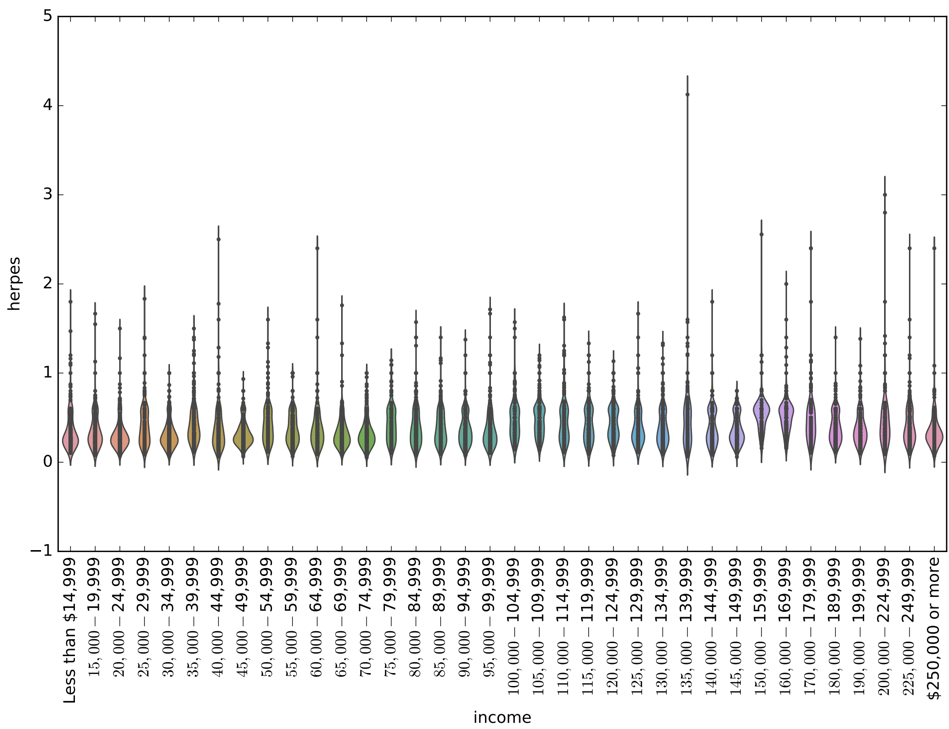 5
4
3
2
1
0
−1
herpes
Less than $14,999
15,000 − 19,999
20,000 − 24,999
25,000 − 29,999
30,000 − 34,999
35,000 − 39,999
40,000 − 44,999
45,000 − 49,999
50,000 − 54,999
55,000 − 59,999
60,000 − 64,999
65,000 − 69,999
70,000 − 74,999
75,000 − 79,999
80,000 − 84,999
85,000 − 89,999
90,000 − 94,999
95,000 − 99,999
100,000 − 104,999
105,000 − 109,999
110,000 − 114,999
115,000 − 119,999
120,000 − 124,999
125,000 − 129,999
130,000 − 134,999
135,000 − 139,999
140,000 − 144,999
145,000 − 149,999
150,000 − 159,999
160,000 − 169,999
170,000 − 179,999
180,000 − 189,999
190,000 − 199,999
200,000 − 224,999
225,000 − 249,999
$250,000 or more
income